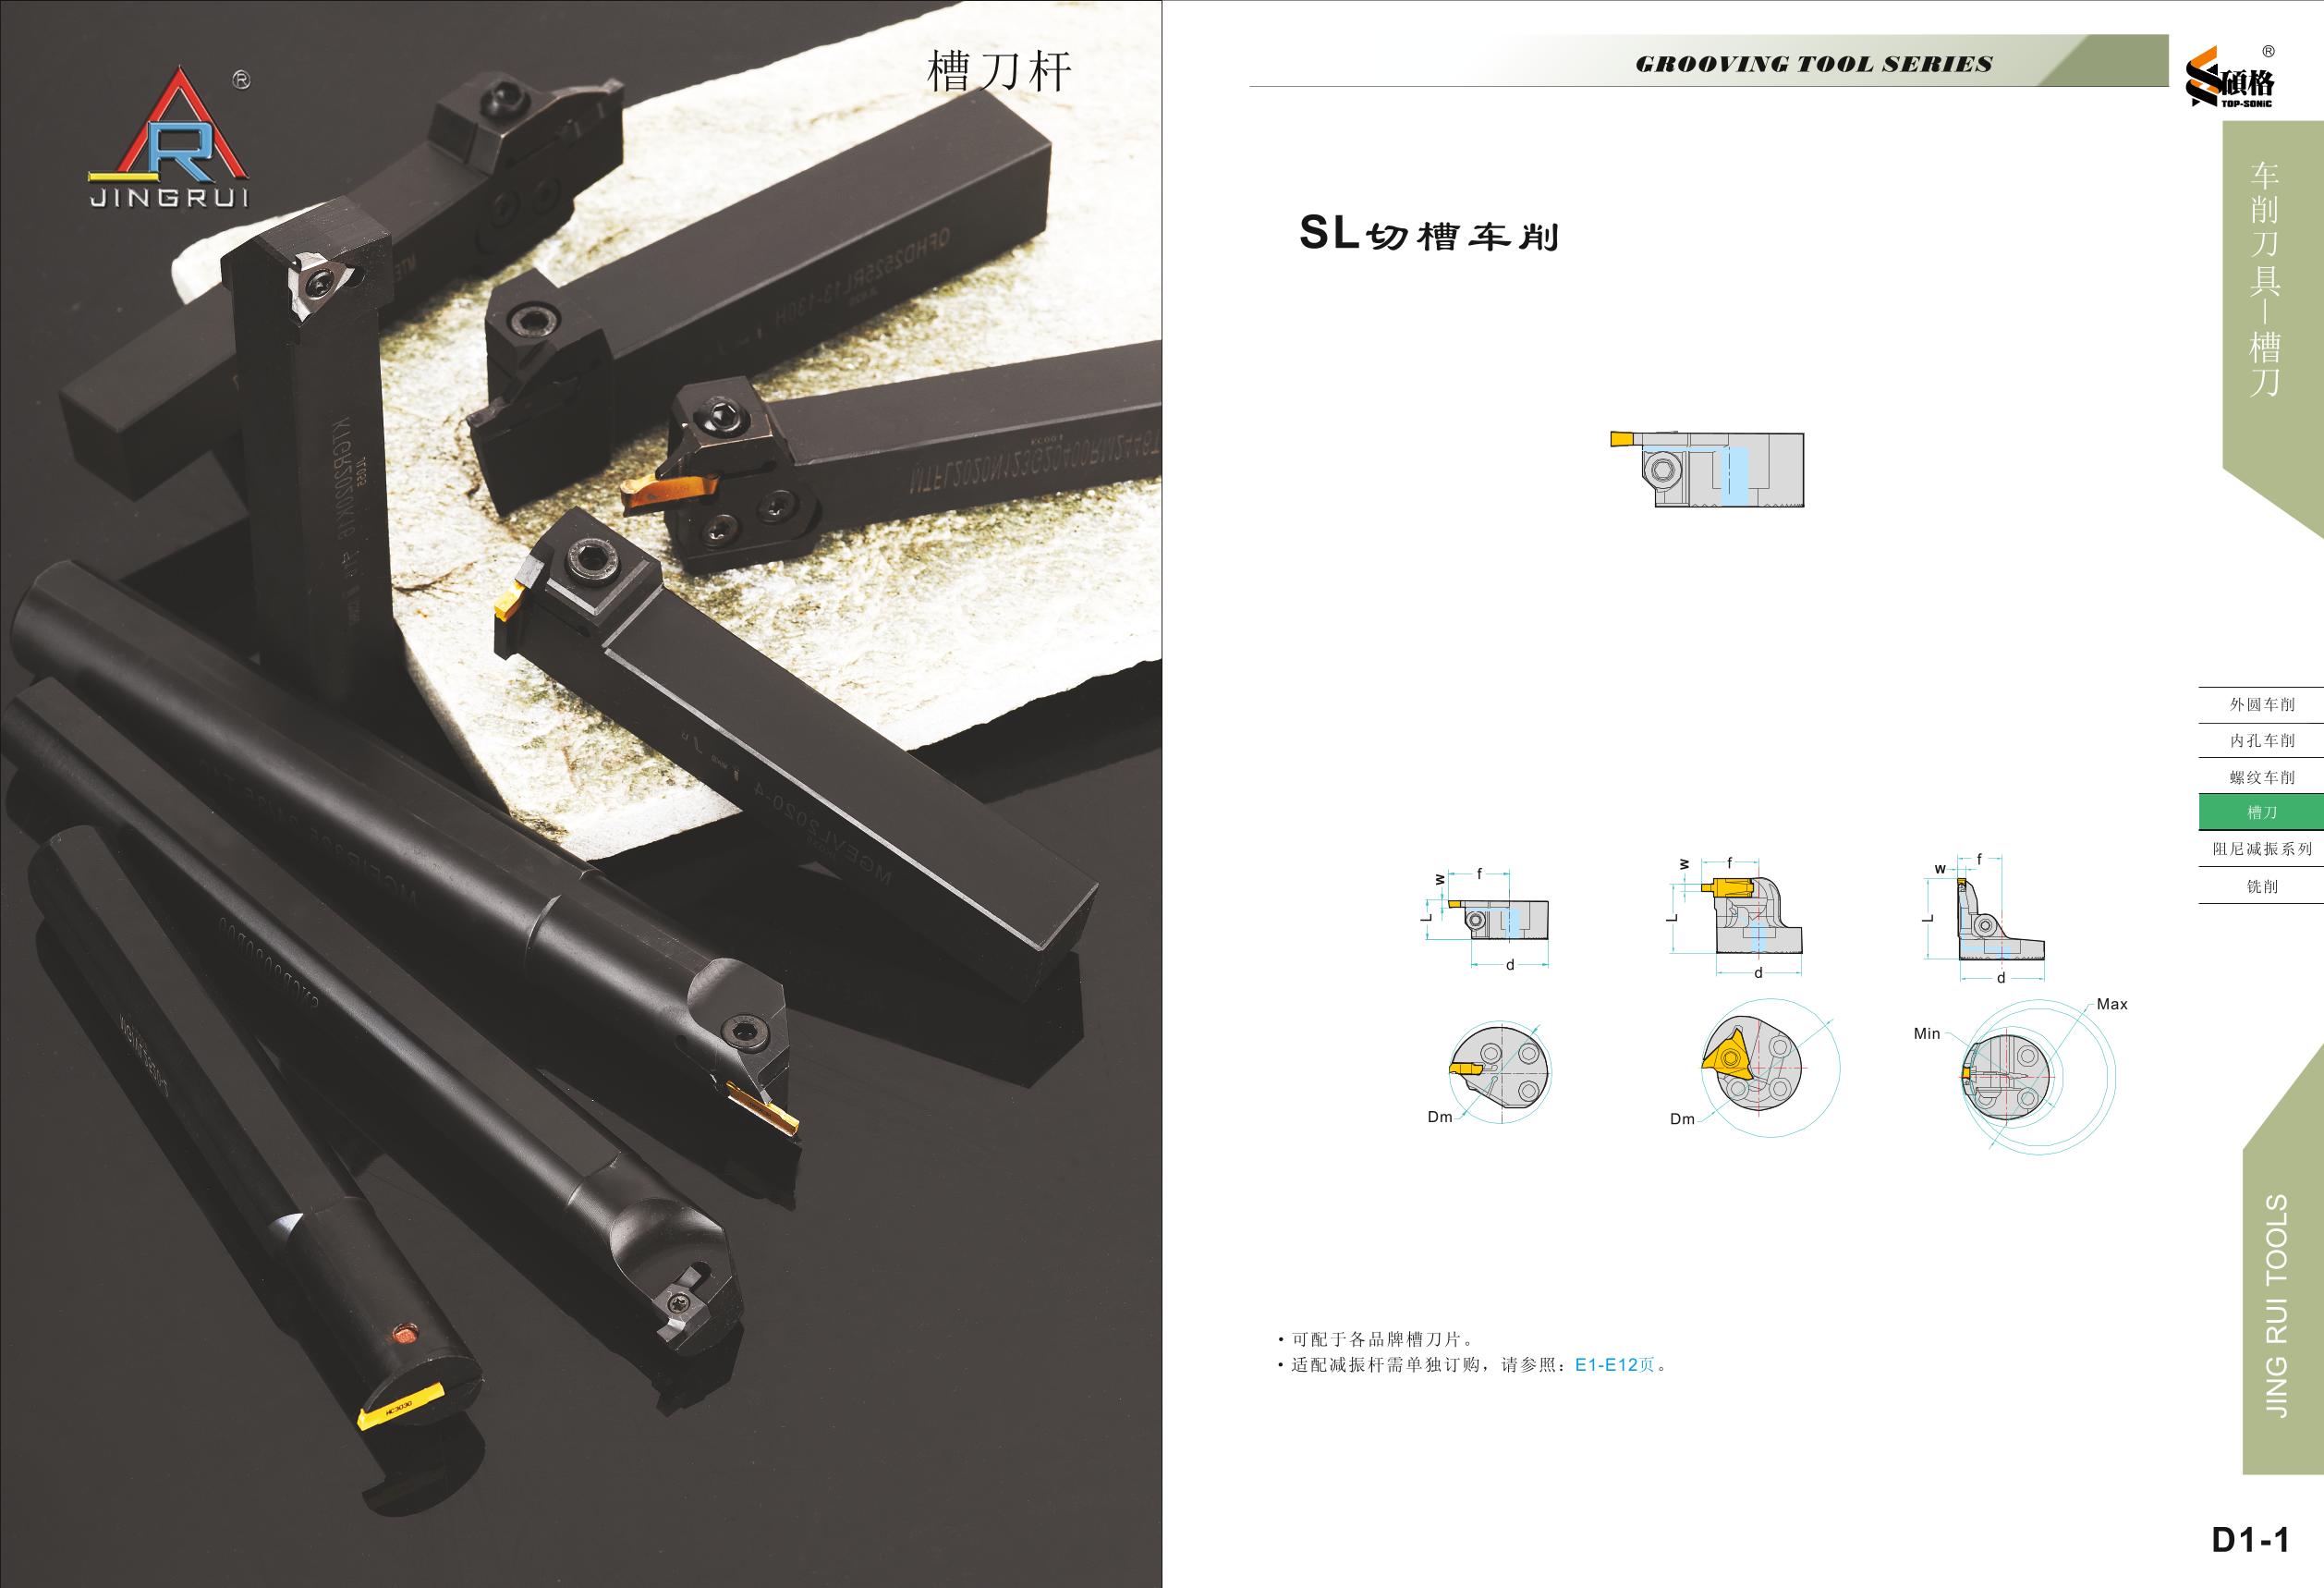 槽刀杆
®
JINGRUI
HC3030
GROOVING TOOL SERIES
®
碩格
TOP-SONIC
车削刀具—槽刀
SL切槽车削
外圆车削
内孔车削
螺纹车削
槽刀
阻尼减振系列
铣削
w
f
L
d
Dm
w
f
L
d
Dm
w
f
L
d
Min
Max
• 可配于各品牌槽刀片。
• 适配减振杆需单独订购，请参照：E1-E12页。
JING RUI TOOLS
D1-1